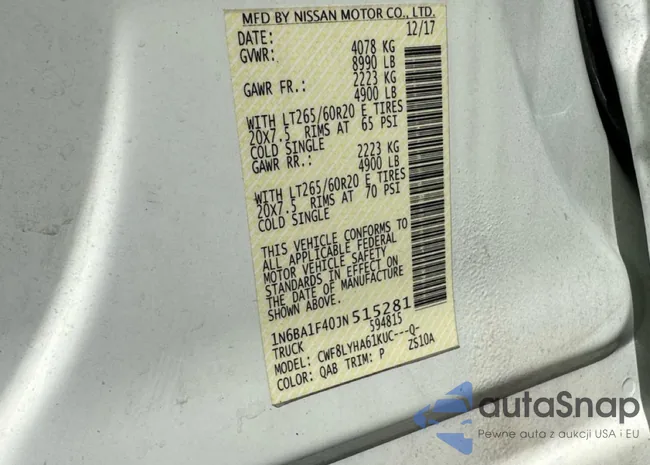 MFD BY NISSAN MOTOR CO., LTD.
DATE: 12/17
GVWR: 4078 KG
8990 LB
GAWR FR.: 2223 KG
4900 LB
WITH LT265/60R20 E TIRES
20X7.5 RIMS AT 65 PSI
COLD SINGLE
GAWR RR.: 2223 KG
4900 LB
WITH LT265/60R20 E TIRES
20X7.5 RIMS AT 70 PSI
COLD SINGLE
THIS VEHICLE CONFORMS TO
ALL APPLICABLE FEDERAL
MOTOR VEHICLE SAFETY
STANDARDS IN EFFECT ON
THE DATE OF MANUFACTURE
SHOWN ABOVE.
1N6BA1F40JN515281
TRUCK 594815
MODEL: CWF8LYHA61KUC---Q-
COLOR: QAB TRIM: P ZS10A
autaSnap
Pewne auta z aukcji USA i EU